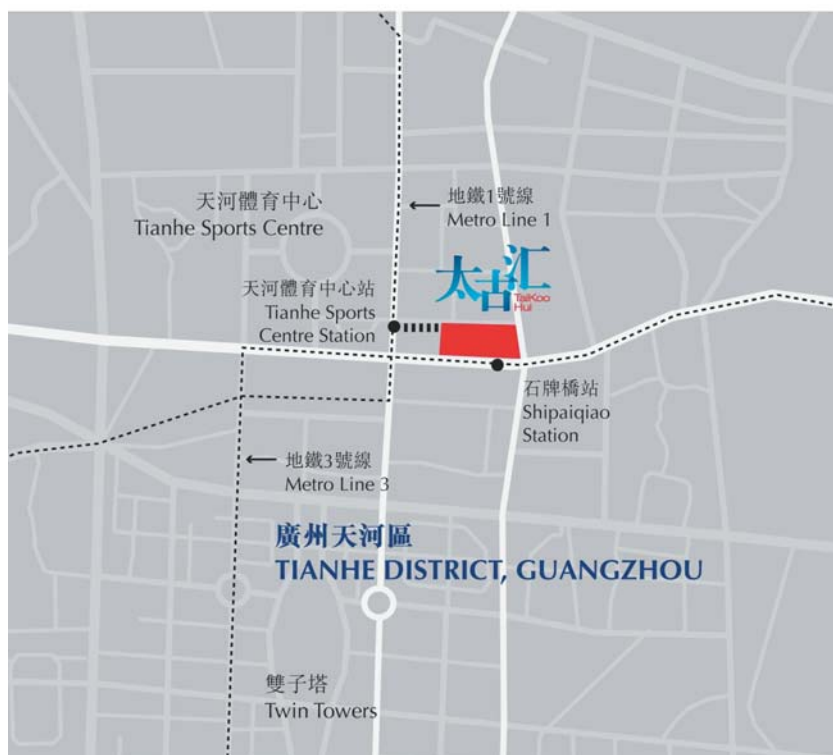 天河體育中心
Tianhe Sports Centre
←
地鐵1號線
Metro Line 1
太古汇
TaiKoo
Hui
天河體育中心站
Tianhe Sports
Centre Station
石牌橋站
Shipaiqiao
Station
←
地鐵3號線
Metro Line 3
廣州天河區
TIANHE DISTRICT, GUANGZHOU
雙子塔
Twin Towers